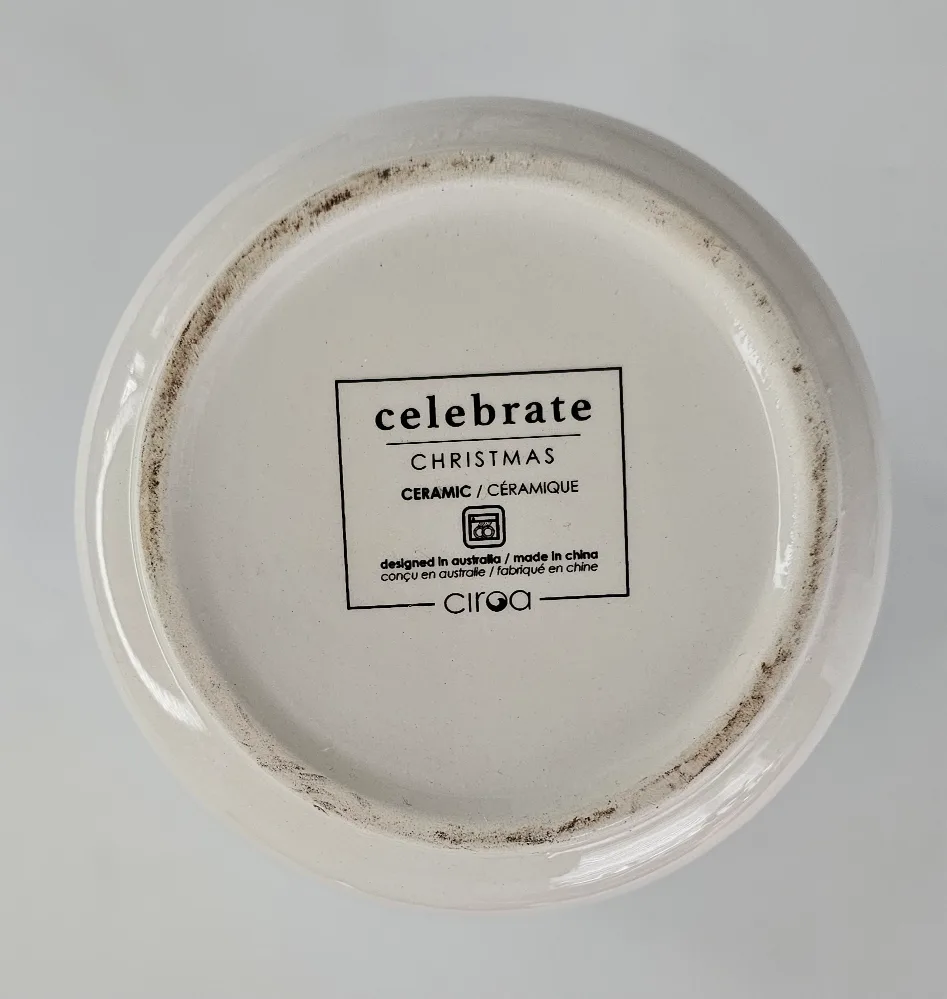 celebrate
CHRISTMAS
CERAMIC / CÉRAMIQUE
designed in australia / made in china
conçu en australie / fabriqué en chine
ciroa